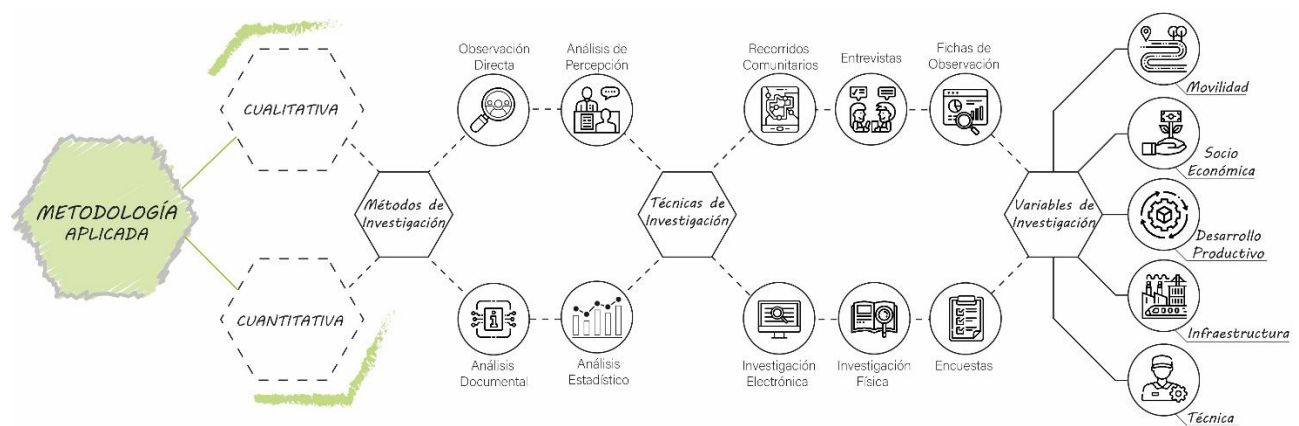 METODOLOGÍA
APLICADA
CUALITATIVA
CUANTITATIVA
Métodos de
Investigación
Observación
Directa
Análisis de
Percepción
Análisis
Documental
Análisis
Estadístico
Técnicas de
Investigación
Recorridos
Comunitarios
Entrevistas
Fichas de
Observación
Investigación
Electrónica
Investigación
Física
Encuestas
Variables de
Investigación
Movilidad
Socio
Económica
Desarrollo
Productivo
Infraestructura
Técnica